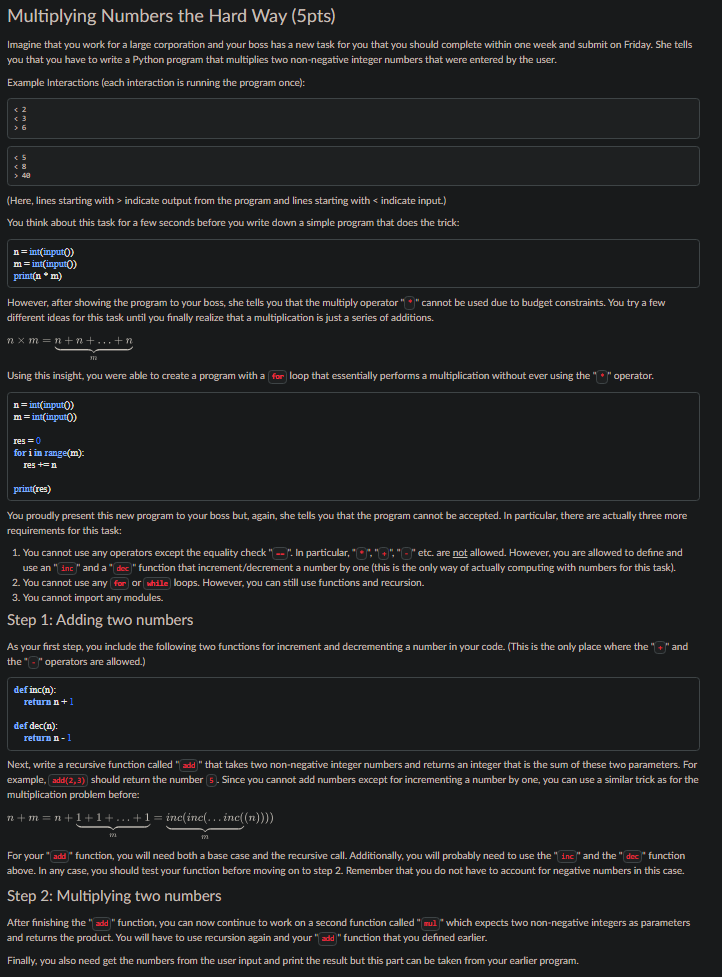 Multiplying Numbers the Hard Way (5pts)
Imagine that you work for a large corporation and your boss has a new task for you that you should complete within one week and submit on Friday. She tells
you that you have to write a Python program that multiplies two non-negative integer numbers that were entered by the user.
Example Interactions (each interaction is running the program once):
< 2
< 3
> 6
< 5
< 8
> 40
(Here, lines starting with > indicate output from the program and lines starting with < indicate input.)
You think about this task for a few seconds before you write down a simple program that does the trick:
n = int(input())
m = int(input())
print(n * m)
However, after showing the program to your boss, she tells you that the multiply operator "*" cannot be used due to budget constraints. You try a few
different ideas for this task until you finally realize that a multiplication is just a series of additions.
n × m = n + n + ... + n
m
Using this insight, you were able to create a program with a for loop that essentially performs a multiplication without ever using the "*" operator.
n = int(input())
m = int(input())
res = 0
for i in range(m):
res += n
print(res)
You proudly present this new program to your boss but, again, she tells you that the program cannot be accepted. In particular, there are actually three more
requirements for this task:
1. You cannot use any operators except the equality check "==". In particular, "*", "+", "-" etc. are not allowed. However, you are allowed to define and
use an "inc" and a "dec" function that increment/decrement a number by one (this is the only way of actually computing with numbers for this task).
2. You cannot use any for or while loops. However, you can still use functions and recursion.
3. You cannot import any modules.
Step 1: Adding two numbers
As your first step, you include the following two functions for increment and decrementing a number in your code. (This is the only place where the "+" and
the "-" operators are allowed.)
def inc(n):
return n + 1
def dec(n):
return n - 1
Next, write a recursive function called "add" that takes two non-negative integer numbers and returns an integer that is the sum of these two parameters. For
example, add(2,3) should return the number 5. Since you cannot add numbers except for incrementing a number by one, you can use a similar trick as for the
multiplication problem before:
n + m = n + 1 + 1 + ... + 1 = inc(inc(... inc((n))))
m m
For your "add" function, you will need both a base case and the recursive call. Additionally, you will probably need to use the "inc" and the "dec" function
above. In any case, you should test your function before moving on to step 2. Remember that you do not have to account for negative numbers in this case.
Step 2: Multiplying two numbers
After finishing the "add" function, you can now continue to work on a second function called "mul" which expects two non-negative integers as parameters
and returns the product. You will have to use recursion again and your "add" function that you defined earlier.
Finally, you also need get the numbers from the user input and print the result but this part can be taken from your earlier program.